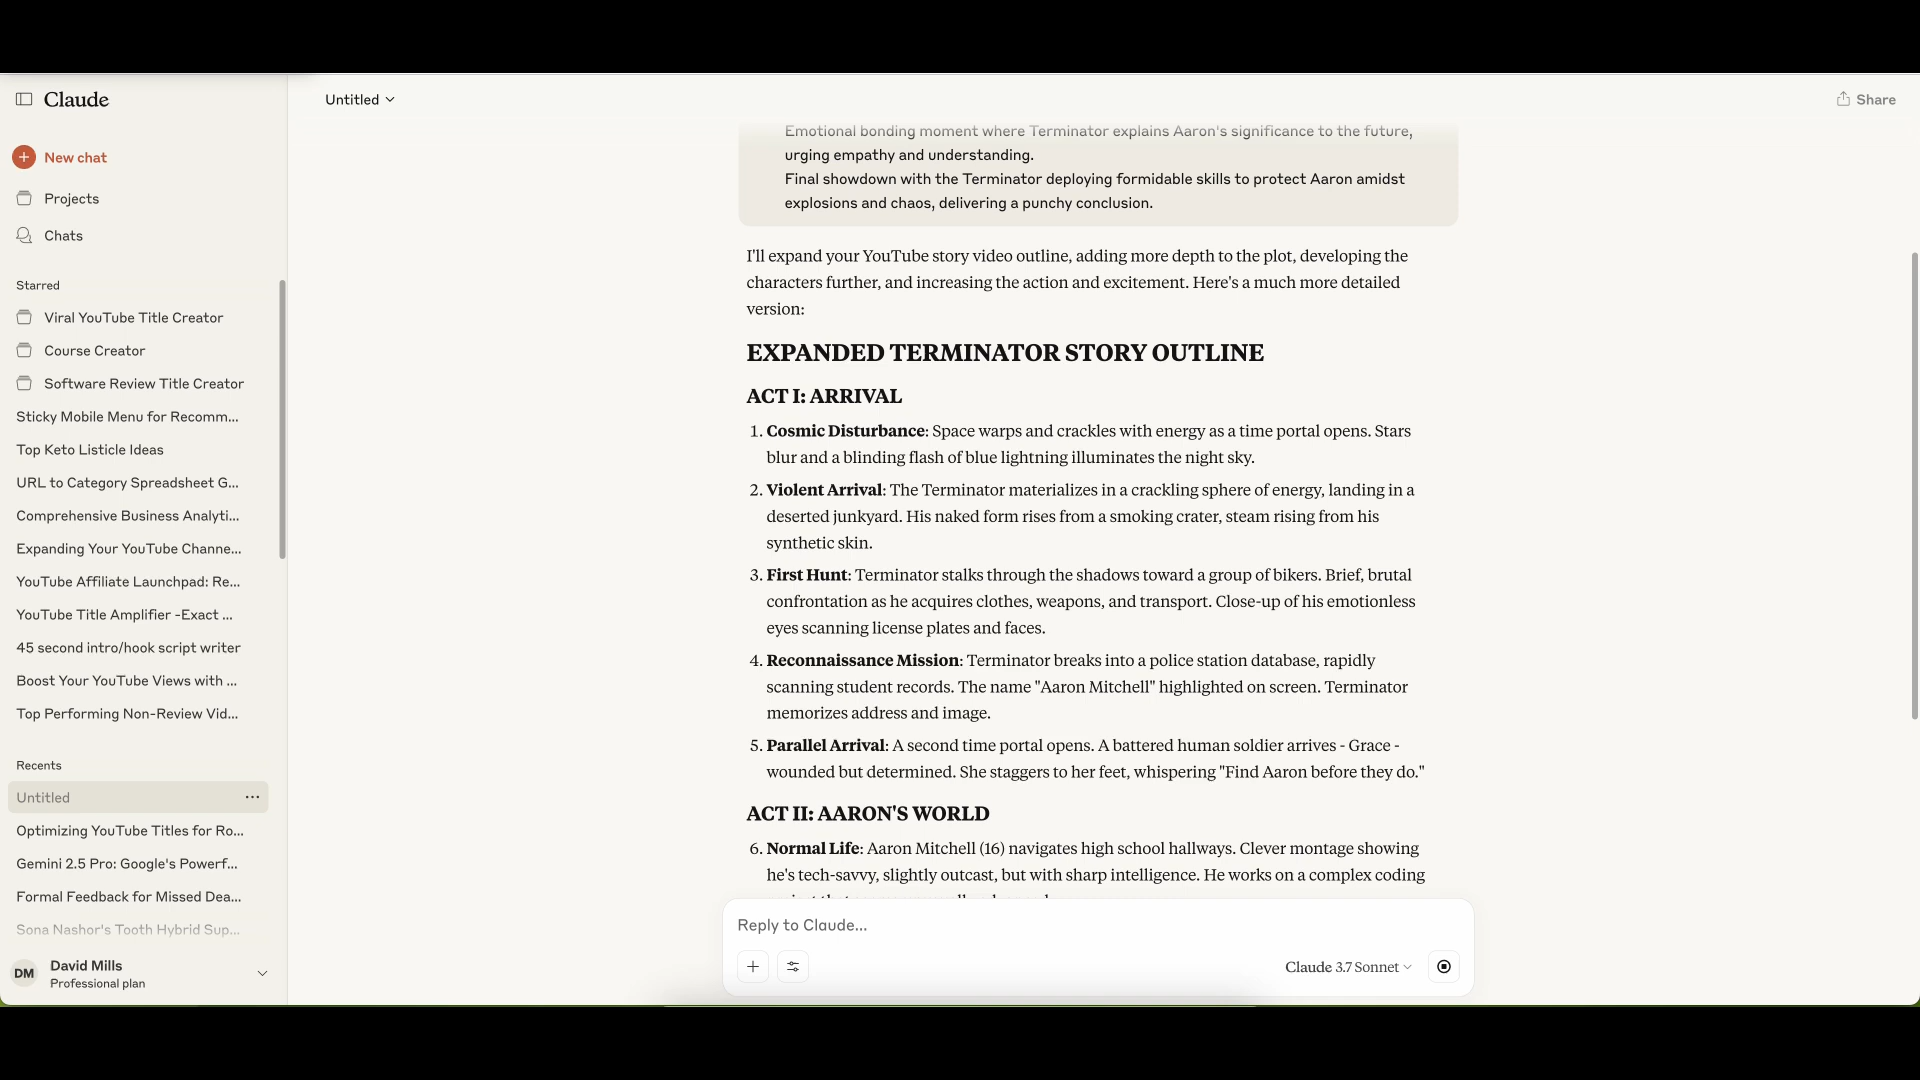 Claude
New chat
Projects
Chats
Starred
Viral YouTube Title Creator
Course Creator
Software Review Title Creator
Sticky Mobile Menu for Recomm...
Top Keto Listicle Ideas
URL to Category Spreadsheet G...
Comprehensive Business Analyti...
Expanding Your YouTube Channe...
YouTube Affiliate Launchpad: Re...
YouTube Title Amplifier -Exact ...
45 second intro/hook script writer
Boost Your YouTube Views with ...
Top Performing Non-Review Vid...
Recents
Untitled
Optimizing YouTube Titles for Ro...
Gemini 2.5 Pro: Google's Powerf...
Formal Feedback for Missed Dea...
Sona Nashor's Tooth Hybrid Sup...
DM
David Mills
Professional plan
Untitled
Share
Emotional bonding moment where Terminator explains Aaron's significance to the future,
urging empathy and understanding.
Final showdown with the Terminator deploying formidable skills to protect Aaron amidst
explosions and chaos, delivering a punchy conclusion.
I'll expand your YouTube story video outline, adding more depth to the plot, developing the
characters further, and increasing the action and excitement. Here's a much more detailed
version:
EXPANDED TERMINATOR STORY OUTLINE
ACT I: ARRIVAL
1. Cosmic Disturbance: Space warps and crackles with energy as a time portal opens. Stars
blur and a blinding flash of blue lightning illuminates the night sky.
2. Violent Arrival: The Terminator materializes in a crackling sphere of energy, landing in a
deserted junkyard. His naked form rises from a smoking crater, steam rising from his
synthetic skin.
3. First Hunt: Terminator stalks through the shadows toward a group of bikers. Brief, brutal
confrontation as he acquires clothes, weapons, and transport. Close-up of his emotionless
eyes scanning license plates and faces.
4. Reconnaissance Mission: Terminator breaks into a police station database, rapidly
scanning student records. The name "Aaron Mitchell" highlighted on screen. Terminator
memorizes address and image.
5. Parallel Arrival: A second time portal opens. A battered human soldier arrives - Grace -
wounded but determined. She staggers to her feet, whispering "Find Aaron before they do."
ACT II: AARON'S WORLD
6. Normal Life: Aaron Mitchell (16) navigates high school hallways. Clever montage showing
he's tech-savvy, slightly outcast, but with sharp intelligence. He works on a complex coding
Reply to Claude...
Claude 3.7 Sonnet